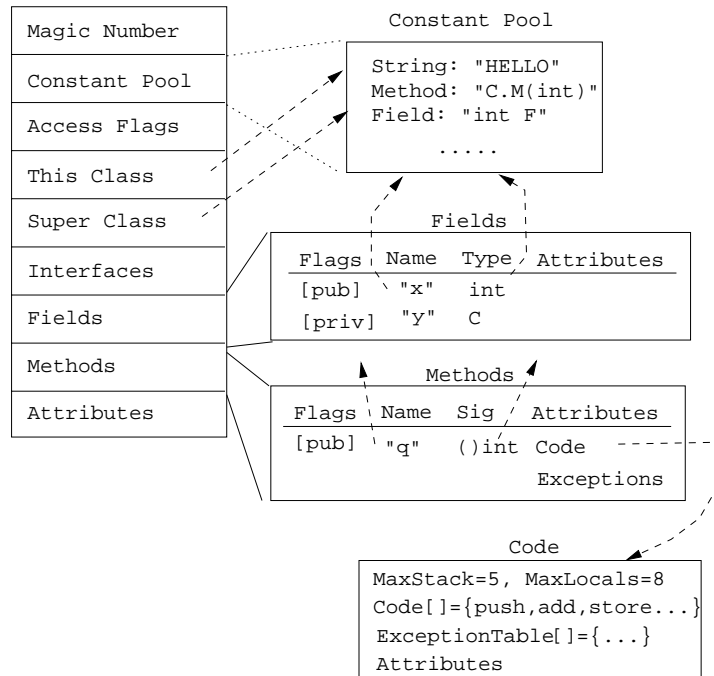 Magic Number
Constant Pool
Access Flags
This Class
Super Class
Interfaces
Fields
Methods
Attributes
Constant Pool
String: "HELLO"
Method: "C.M(int)"
Field: "int F"
.....
Fields
Flags Name Type Attributes
[pub] "x" int
[priv] "y" C
Methods
Flags Name Sig Attributes
[pub] "q" ()int Code
Exceptions
Code
MaxStack=5, MaxLocals=8
Code[]={push,add,store...}
ExceptionTable[]={...}
Attributes